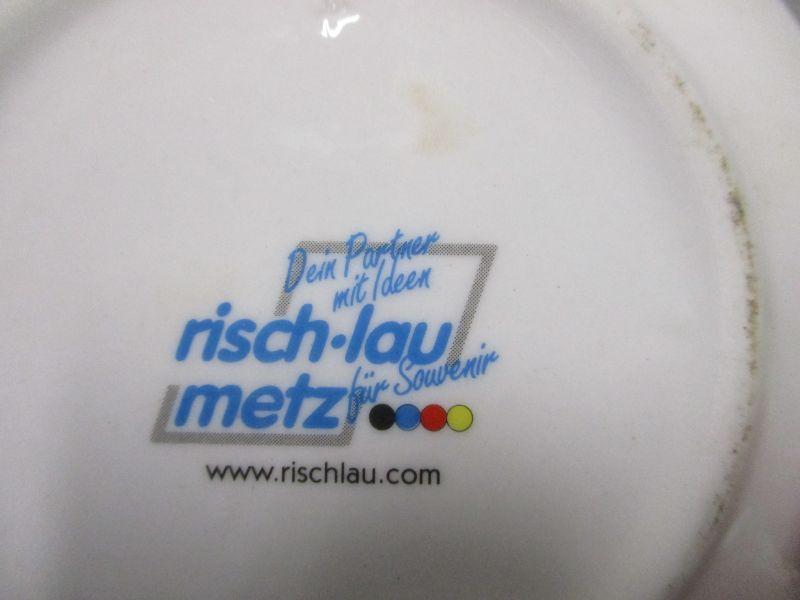 Dein Partner
mit Ideen
risch·lau
für Souvenir
metz
www.rischlau.com